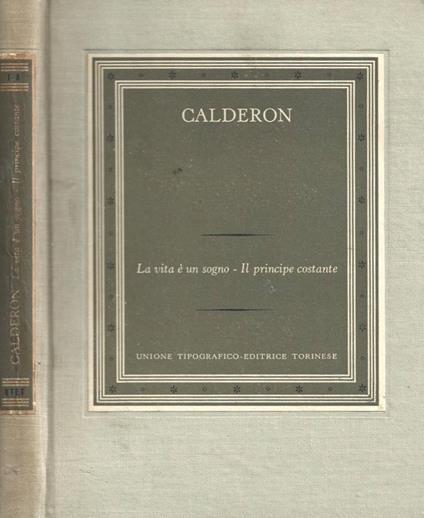 CALDERON
La vita è un sogno - Il principe costante
UNIONE TIPOGRAFICO-EDITRICE TORINESE
CALDERON La vita è un sogno - Il principe costante
UTET